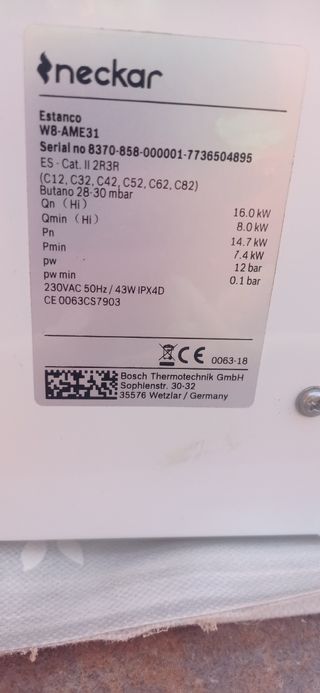 neckar
Estanco
W8-AME31
Serial no 8370-858-000001-7736504895
ES - Cat. II 2R3R
(C12, C32, C42, C52, C62, C82)
Butano 28-30 mbar
Qn (Hi) 16.0 kW
Qmin (Hi) 8.0 kW
Pn 14.7 kW
Pmin 7.4 kW
pw 12 bar
pw min 0.1 bar
230VAC 50Hz / 43W IPX4D
CE 0063CS7903
CE 0063-18
Bosch Thermotechnik GmbH
Sophienstr. 30-32
35576 Wetzlar / Germany